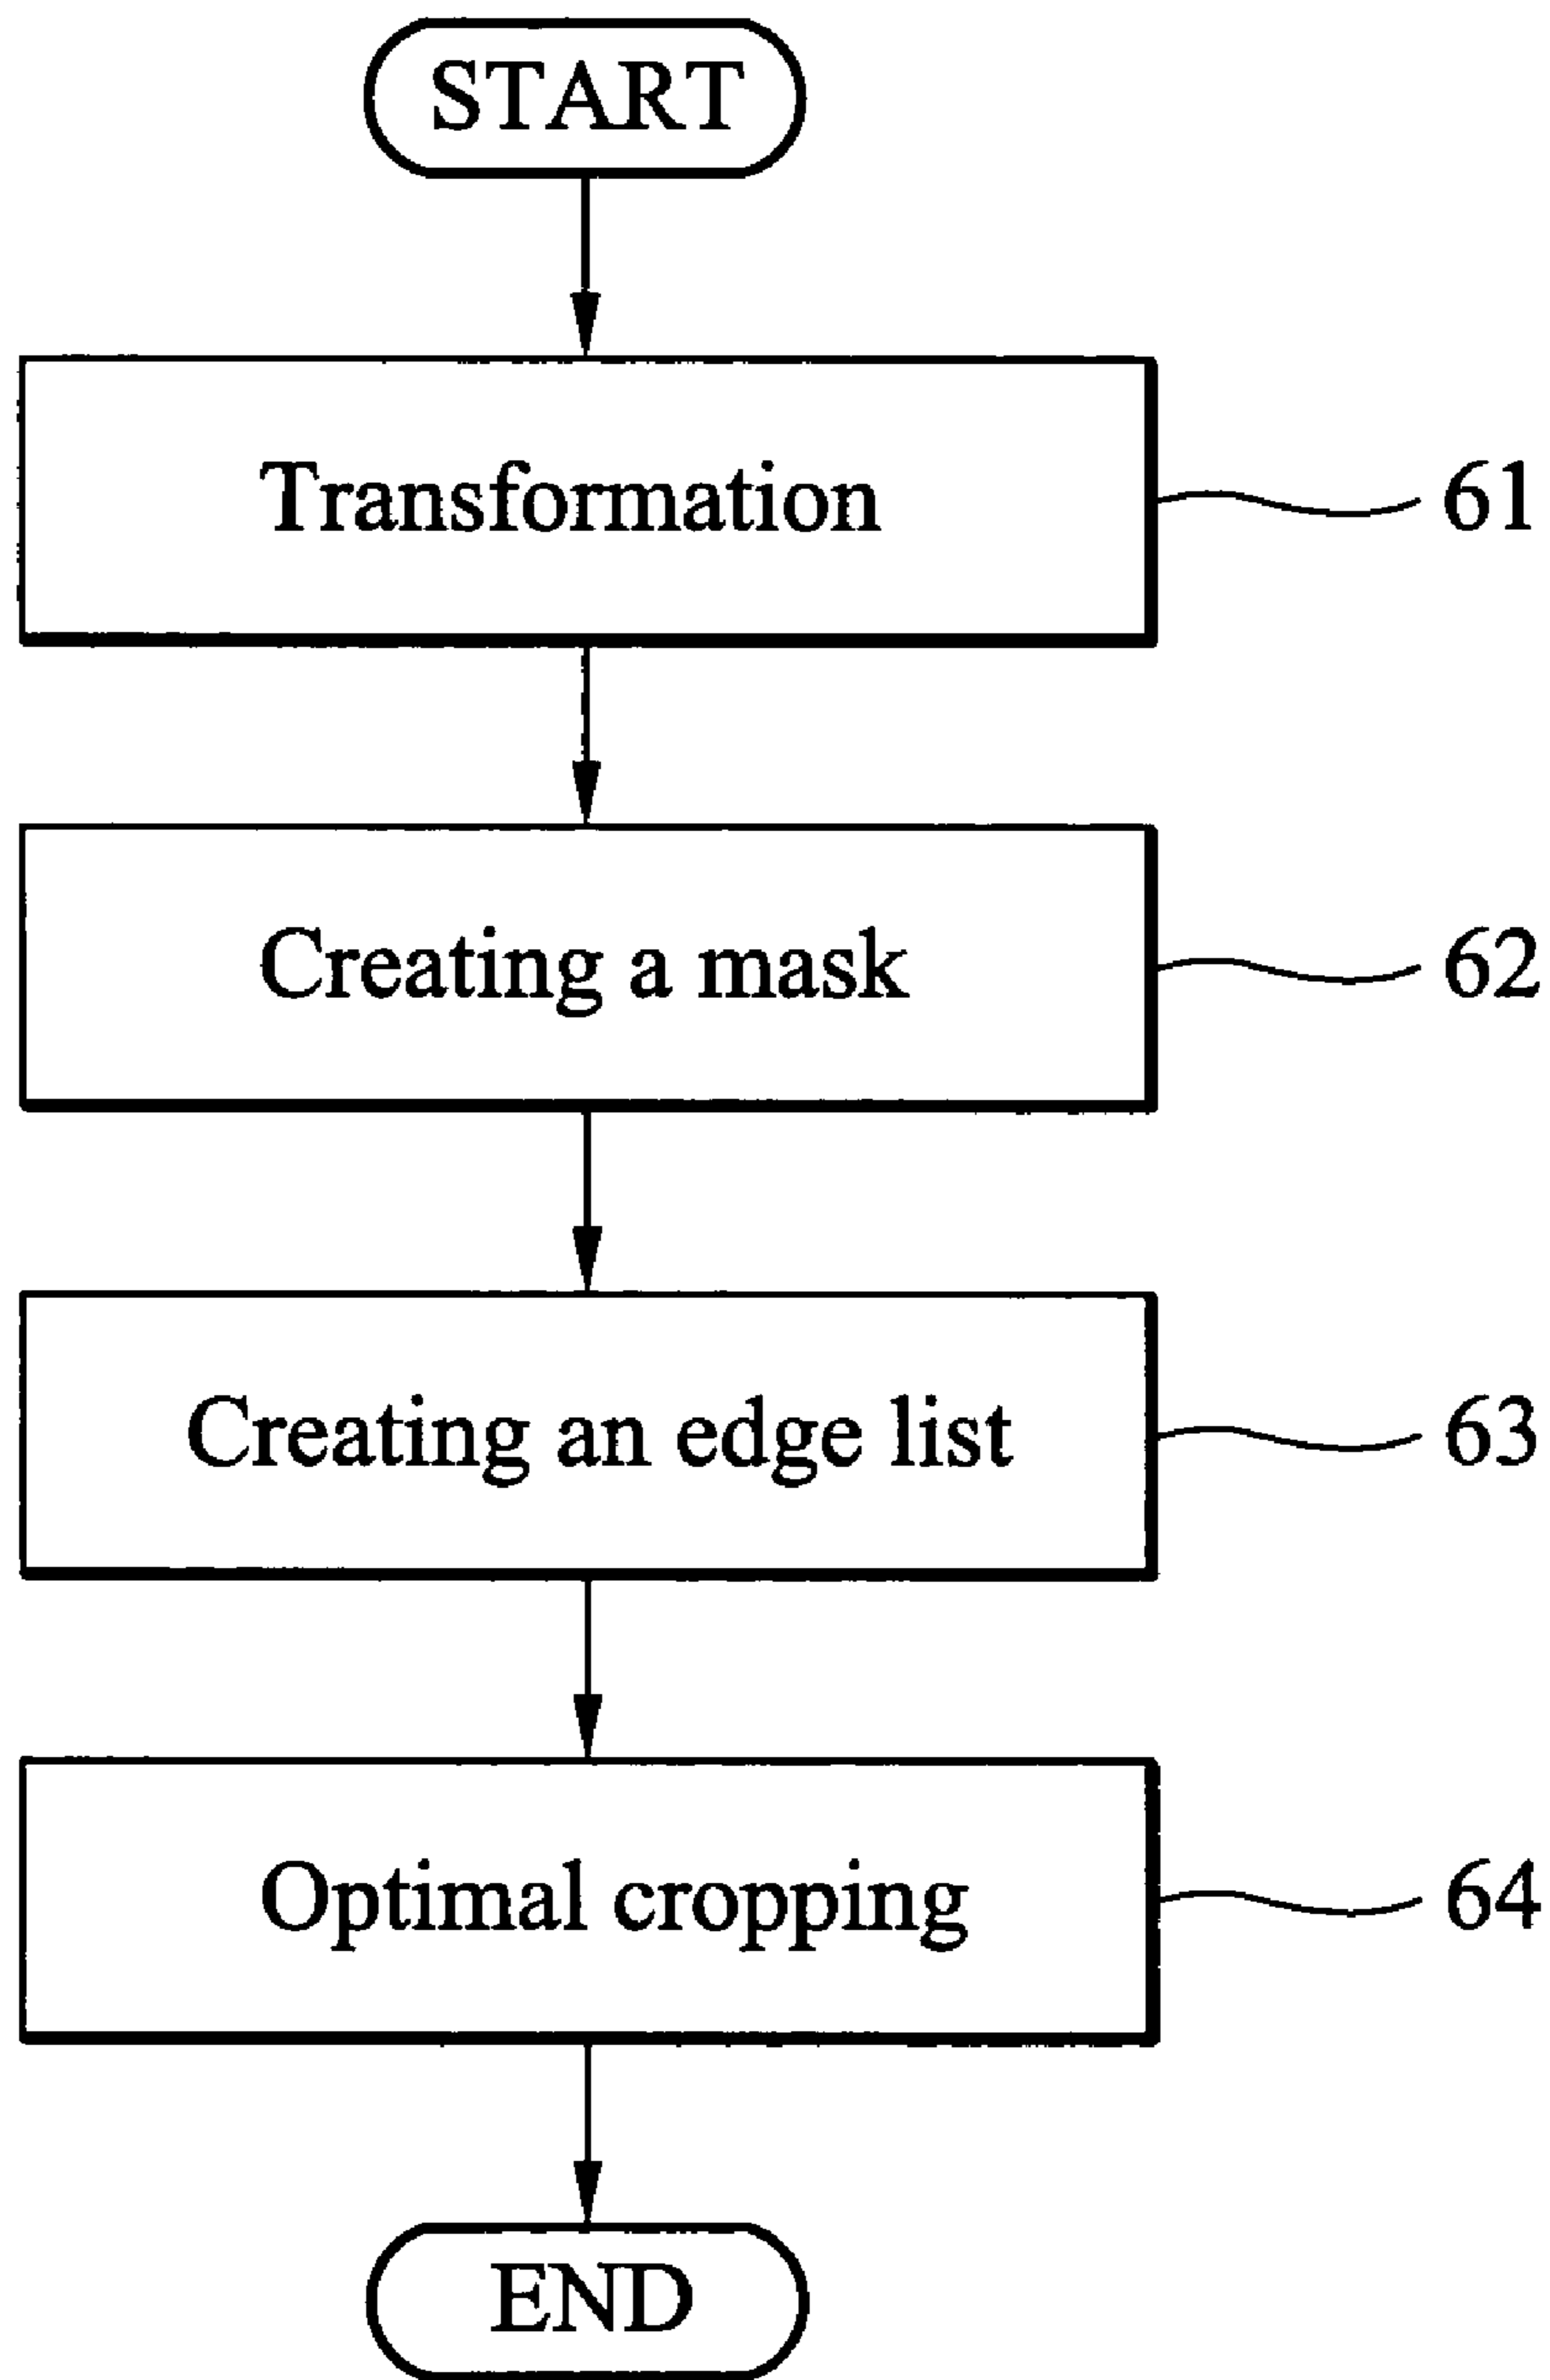 START
Transformation
61
Creating a mask
62
Creating an edge list
63
Optimal cropping
64
END